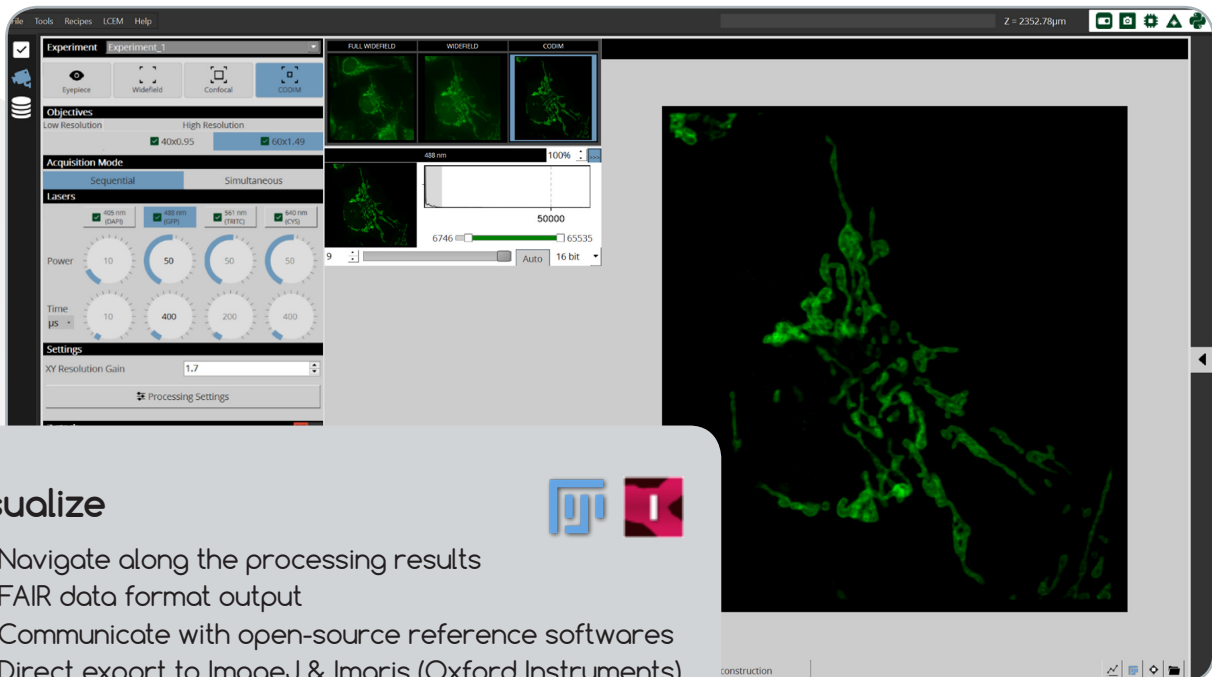 File Tools Recipes LCEM Help
Z = 2352.78µm
Experiment Experiment_1
Eyepiece Widefield Confocal CODIM
Objectives
Low Resolution High Resolution
40x0.95 60x1.49
Acquisition Mode
Sequential Simultaneous
Lasers
405 nm 488 nm 561 nm 640 nm
(DAPI) (GFP) (TRITC) (CY5)
Power 10 50 50 50
Time
µs 10 400 200 400
Settings
XY Resolution Gain 1.7
Processing Settings
FULL WIDEFIELD WIDEFIELD CODIM
488 nm 100%
50000
6746 65535
9 Auto 16 bit
sualize
Navigate along the processing results
FAIR data format output
Communicate with open-source reference softwares
Direct export to ImageJ & Imaris (Oxford Instruments)
construction